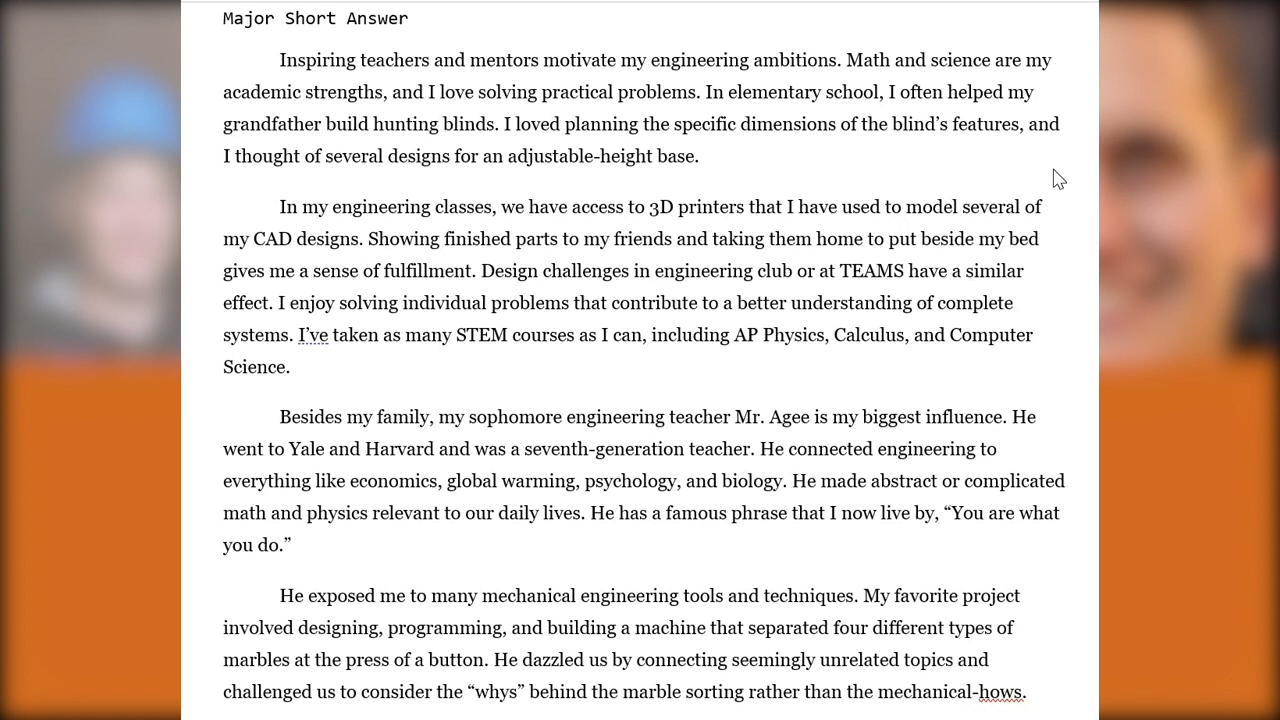 Major Short Answer
Inspiring teachers and mentors motivate my engineering ambitions. Math and science are my
academic strengths, and I love solving practical problems. In elementary school, I often helped my
grandfather build hunting blinds. I loved planning the specific dimensions of the blind’s features, and
I thought of several designs for an adjustable-height base.
In my engineering classes, we have access to 3D printers that I have used to model several of
my CAD designs. Showing finished parts to my friends and taking them home to put beside my bed
gives me a sense of fulfillment. Design challenges in engineering club or at TEAMS have a similar
effect. I enjoy solving individual problems that contribute to a better understanding of complete
systems. I’ve taken as many STEM courses as I can, including AP Physics, Calculus, and Computer
Science.
Besides my family, my sophomore engineering teacher Mr. Agee is my biggest influence. He
went to Yale and Harvard and was a seventh-generation teacher. He connected engineering to
everything like economics, global warming, psychology, and biology. He made abstract or complicated
math and physics relevant to our daily lives. He has a famous phrase that I now live by, “You are what
you do.”
He exposed me to many mechanical engineering tools and techniques. My favorite project
involved designing, programming, and building a machine that separated four different types of
marbles at the press of a button. He dazzled us by connecting seemingly unrelated topics and
challenged us to consider the “whys” behind the marble sorting rather than the mechanical-hows.